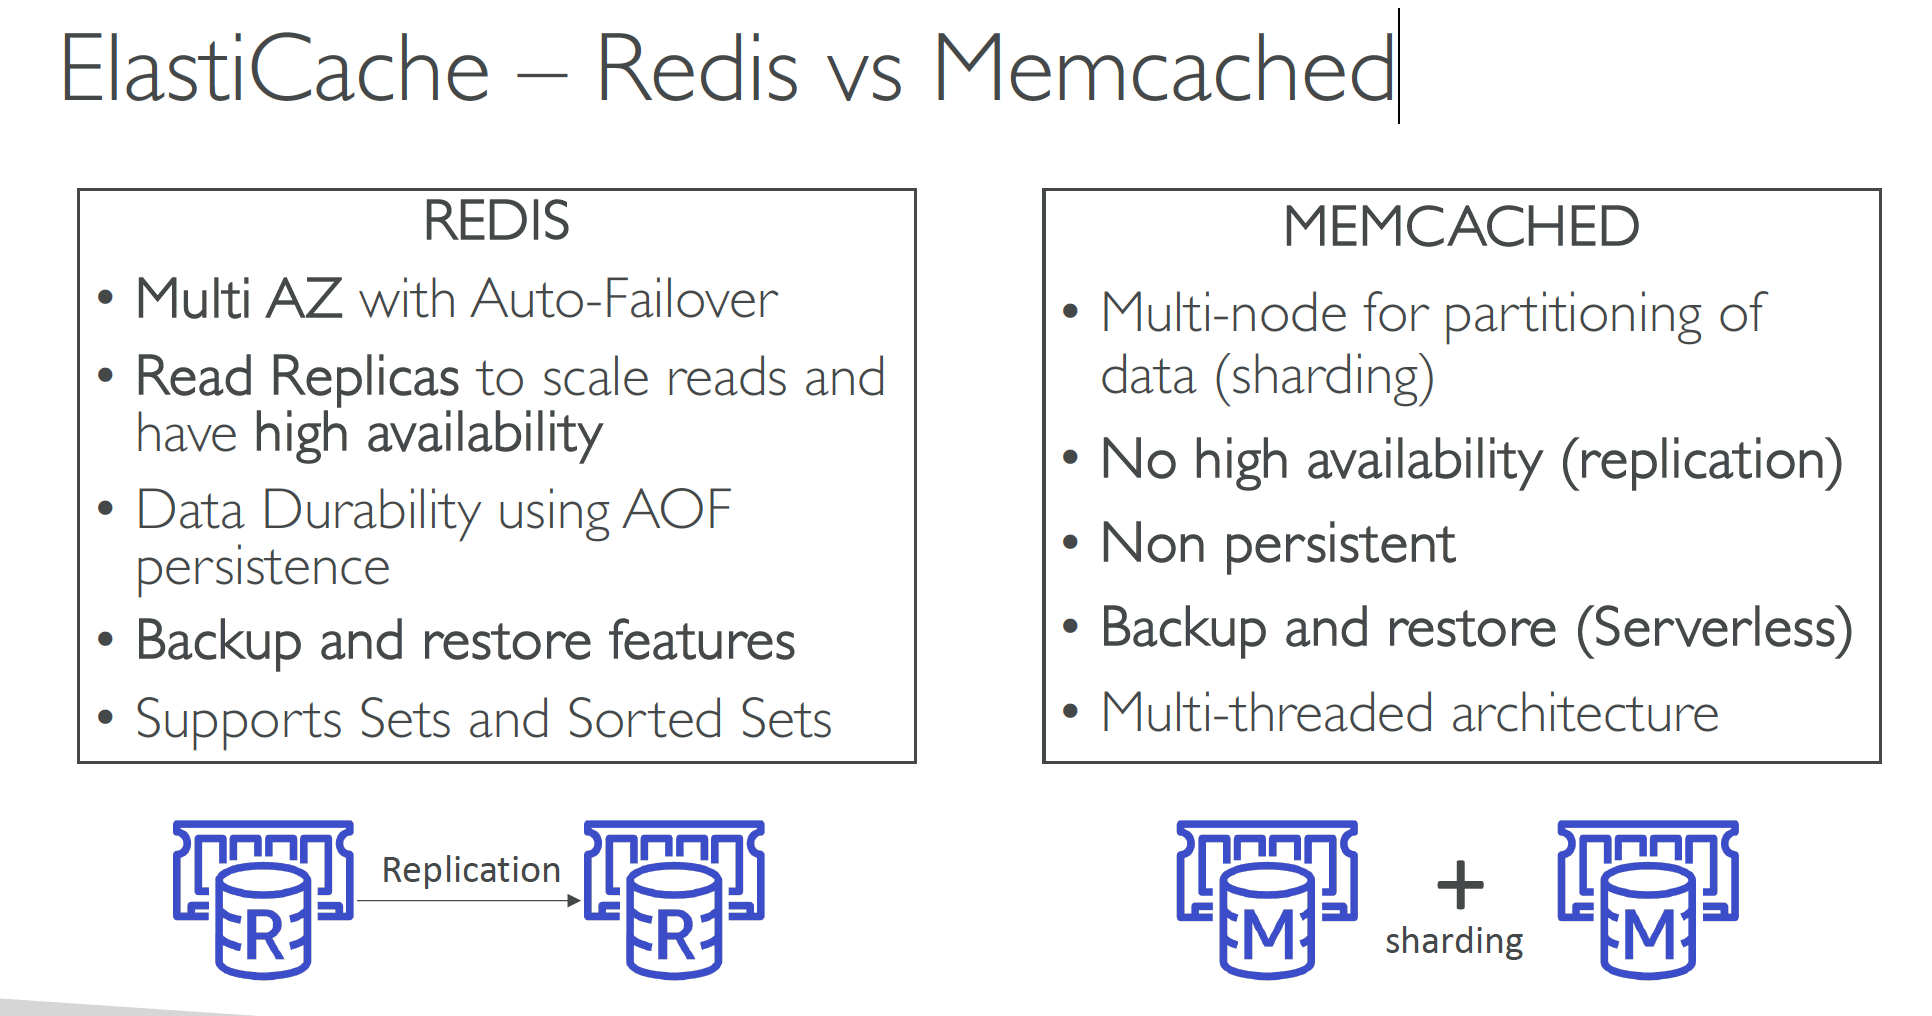 ElastiCache – Redis vs Memcached
REDIS
• Multi AZ with Auto-Failover
• Read Replicas to scale reads and
have high availability
• Data Durability using AOF
persistence
• Backup and restore features
• Supports Sets and Sorted Sets
MEMCACHED
• Multi-node for partitioning of
data (sharding)
• No high availability (replication)
• Non persistent
• Backup and restore (Serverless)
• Multi-threaded architecture
R
Replication
R
M
+
sharding
M